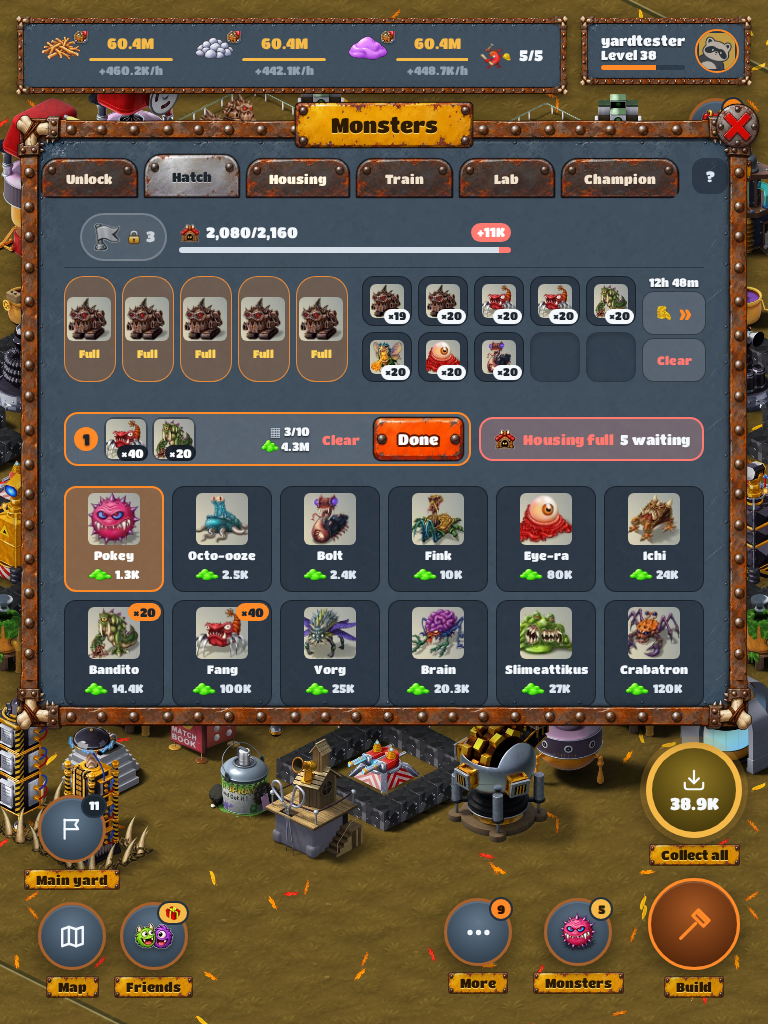 60.4M
+460.2K/h
60.4M
+442.1K/h
60.4M
+448.7K/h
5/5
yardtester
Level 38
Monsters
Unlock
Hatch
Housing
Train
Lab
Champion
?
3
2,080/2,160
+11K
Full
Full
Full
Full
Full
×19
×20
×20
×20
×20
12h 48m
×20
×20
×20
Clear
1
×40
×20
3/10
4.3M
Clear
Done
Housing full 5 waiting
Pokey
1.3K
Octo-ooze
2.5K
Bolt
2.4K
Fink
10K
Eye-ra
80K
Ichi
24K
×20
Bandito
14.4K
×40
Fang
100K
Vorg
25K
Brain
20.3K
Slimeattikus
27K
Crabatron
120K
MATCH
BOOK
11
Main yard
38.9K
Collect all
Map
Friends
9
More
5
Monsters
Build